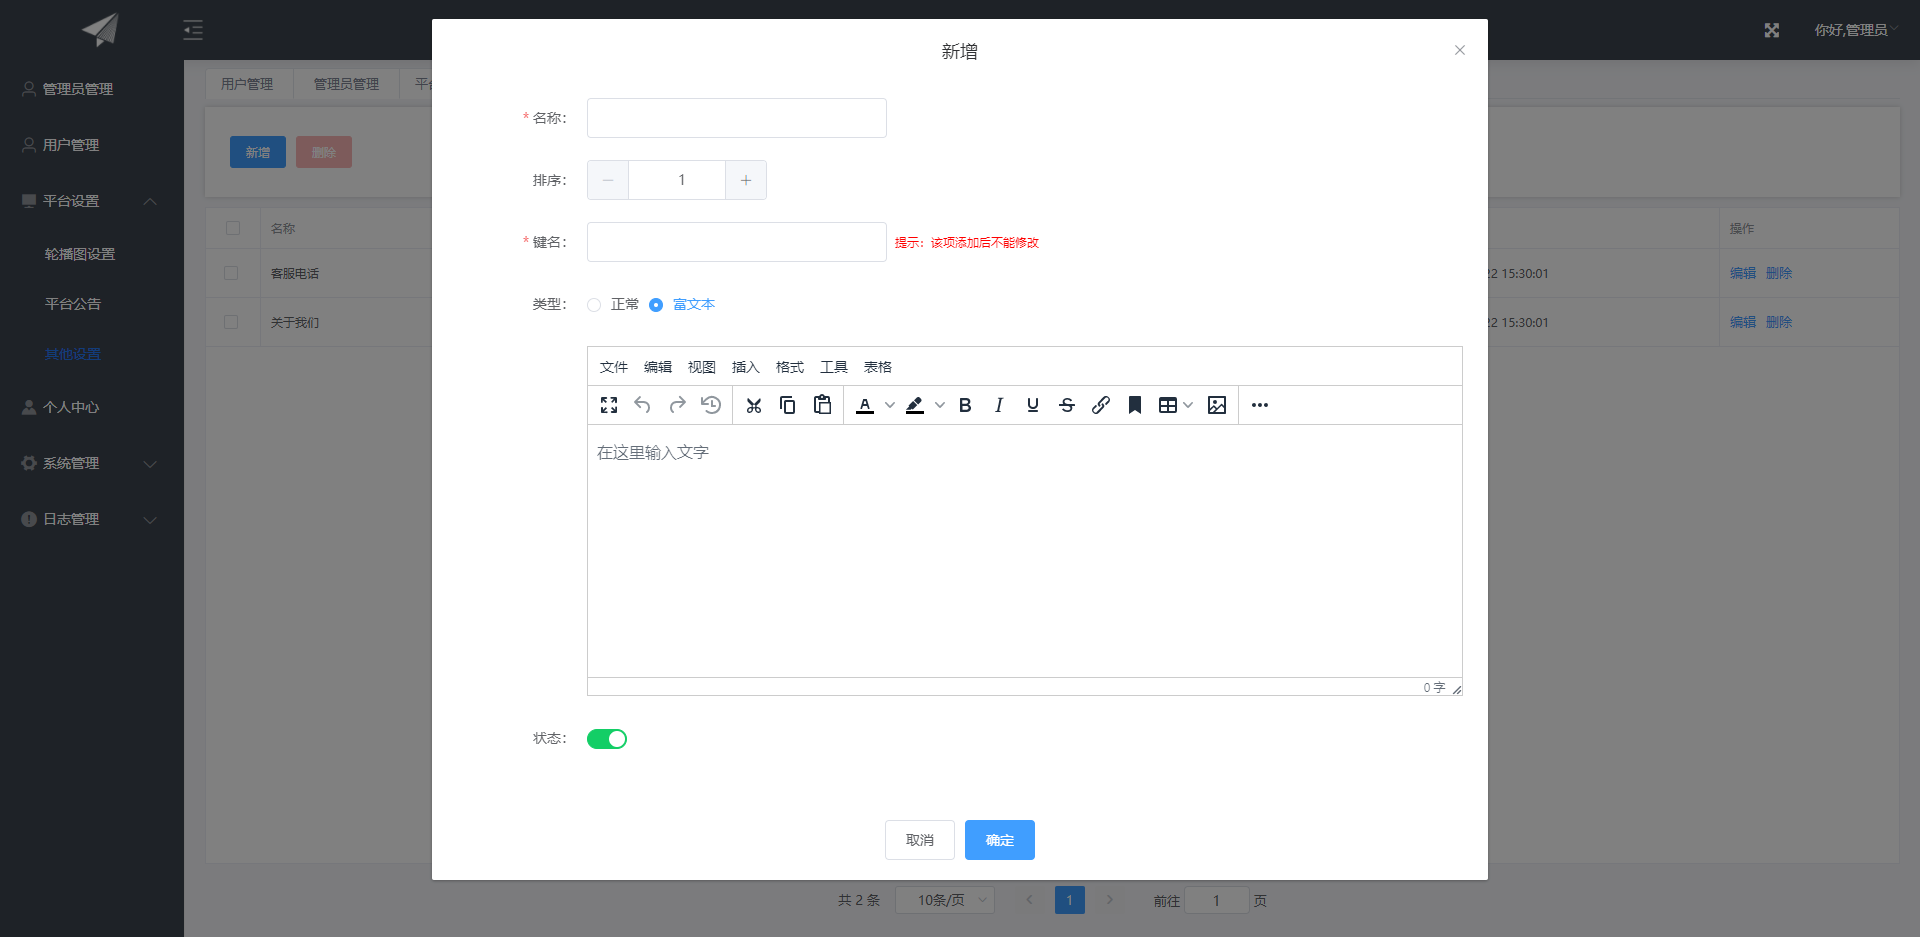 你好,管理员
管理员管理
用户管理
平台设置
轮播图设置
平台公告
其他设置
个人中心
系统管理
日志管理
用户管理 管理员管理
新增 删除
名称 操作
客服电话 22 15:30:01 编辑 删除
关于我们 22 15:30:01 编辑 删除
新增
* 名称：
排序： 1
* 键名： 提示：该项添加后不能修改
类型： 正常 富文本
文件 编辑 视图 插入 格式 工具 表格
在这里输入文字
0 字
状态：
取消 确定
共 2 条 10条/页 1 前往 1 页